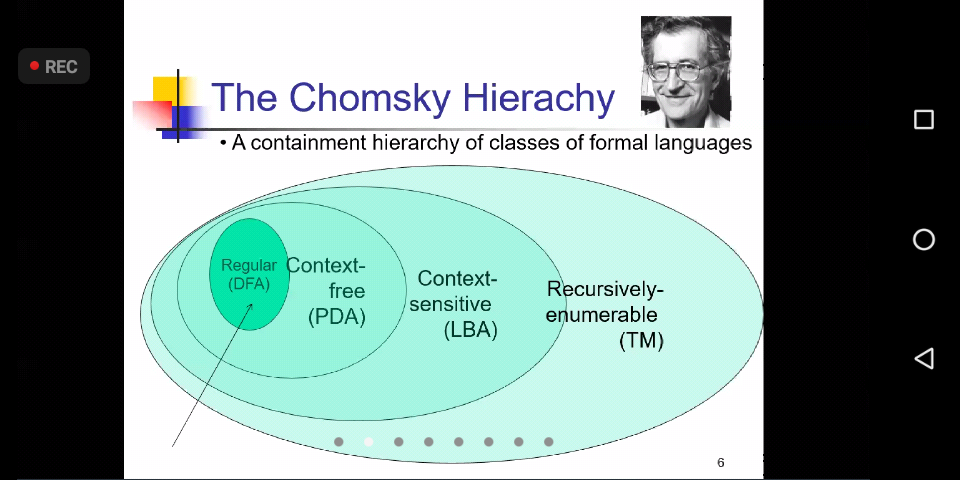 REC
The Chomsky Hierachy
• A containment hierarchy of classes of formal languages
Regular
(DFA)
Context-
free
(PDA)
Context-
sensitive
(LBA)
Recursively-
enumerable
(TM)
6